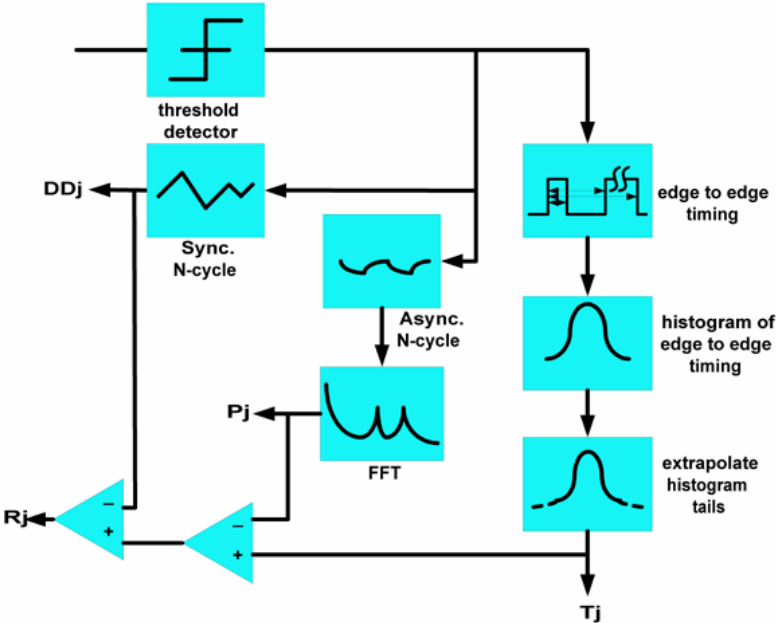 threshold
detector
DDj
Sync.
N-cycle
edge to edge
timing
Async.
N-cycle
histogram of
edge to edge
timing
Pj
FFT
extrapolate
histogram
tails
Rj
−
+
−
+
Tj